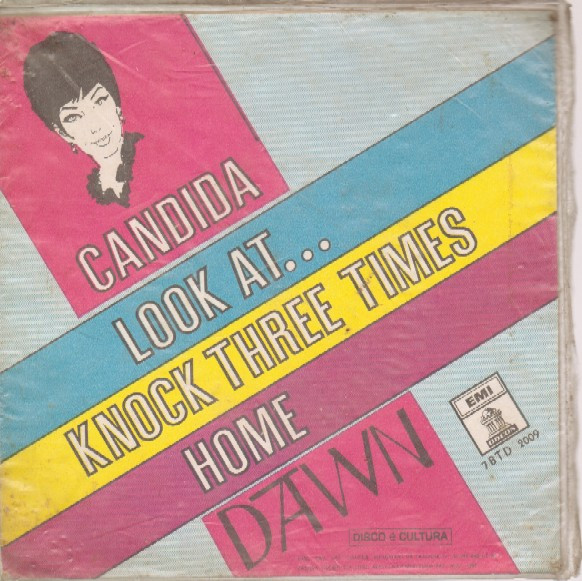 CANDIDA
LOOK AT...
KNOCK THREE TIMES
HOME
DAWN
EMI
ODEON
7BTD 2009
DISCO é CULTURA